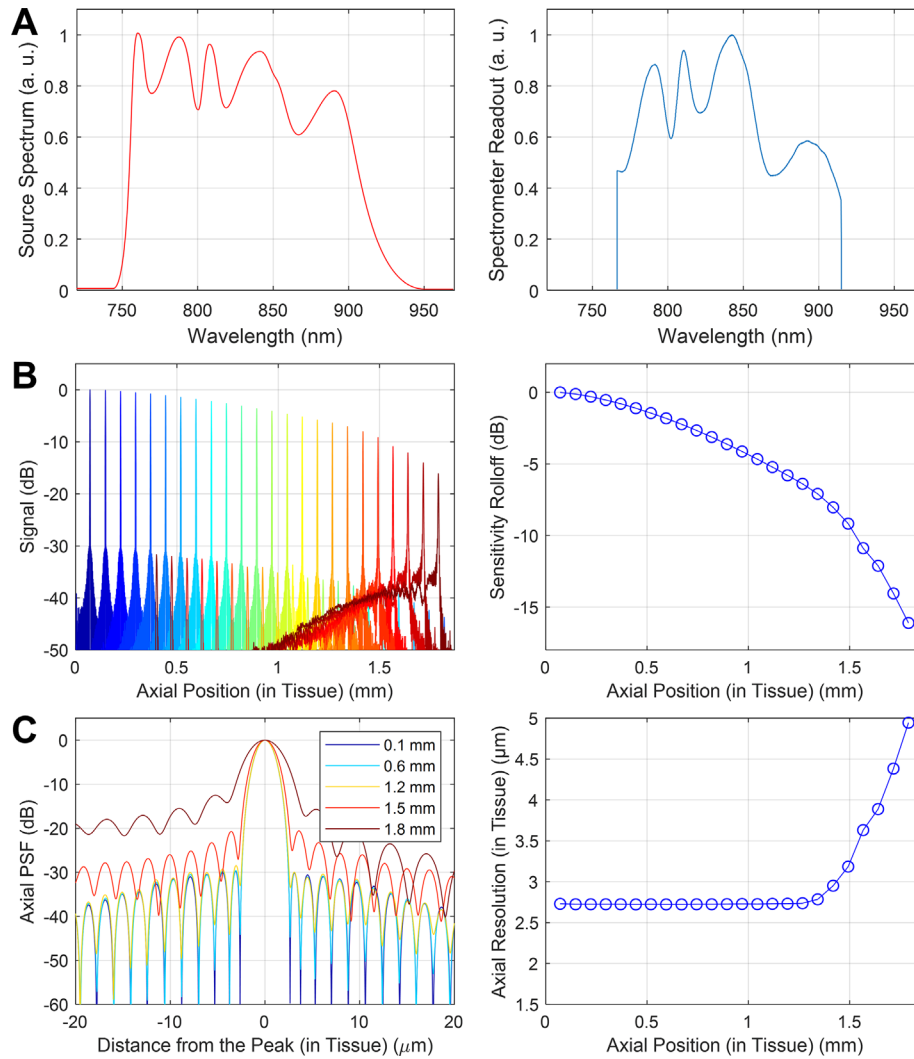 A
Source Spectrum (a. u.)
1
0.8
0.6
0.4
0.2
0
750 800 850 900 950
Wavelength (nm)
Spectrometer Readout (a. u.)
1
0.8
0.6
0.4
0.2
0
750 800 850 900 950
Wavelength (nm)
B
Signal (dB)
0
-10
-20
-30
-40
-50
0 0.5 1 1.5
Axial Position (in Tissue) (mm)
Sensitivity Rolloff (dB)
0
-5
-10
-15
0 0.5 1 1.5
Axial Position (in Tissue) (mm)
C
Axial PSF (dB)
0
-10
-20
-30
-40
-50
-60
-20 -10 0 10 20
Distance from the Peak (in Tissue) (μm)
0.1 mm
0.6 mm
1.2 mm
1.5 mm
1.8 mm
Axial Resolution (in Tissue) (μm)
5
4.5
4
3.5
3
2.5
2
1.5
0 0.5 1 1.5
Axial Position (in Tissue) (mm)